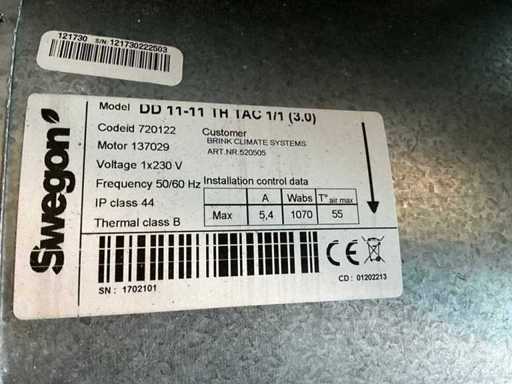 121730 S/N: 121730222503
Swegon
Model DD 11-11 TH TAC 1/1 (3.0)
Codeid 720122
Motor 137029
Voltage 1x230 V
Frequency 50/60 Hz
IP class 44
Thermal class B
Customer
BRINK CLIMATE SYSTEMS
ART.NR.520505
Installation control data
A Wabs T° air max
Max 5,4 1070 55
SN : 1702101
CE
CD : 01202213